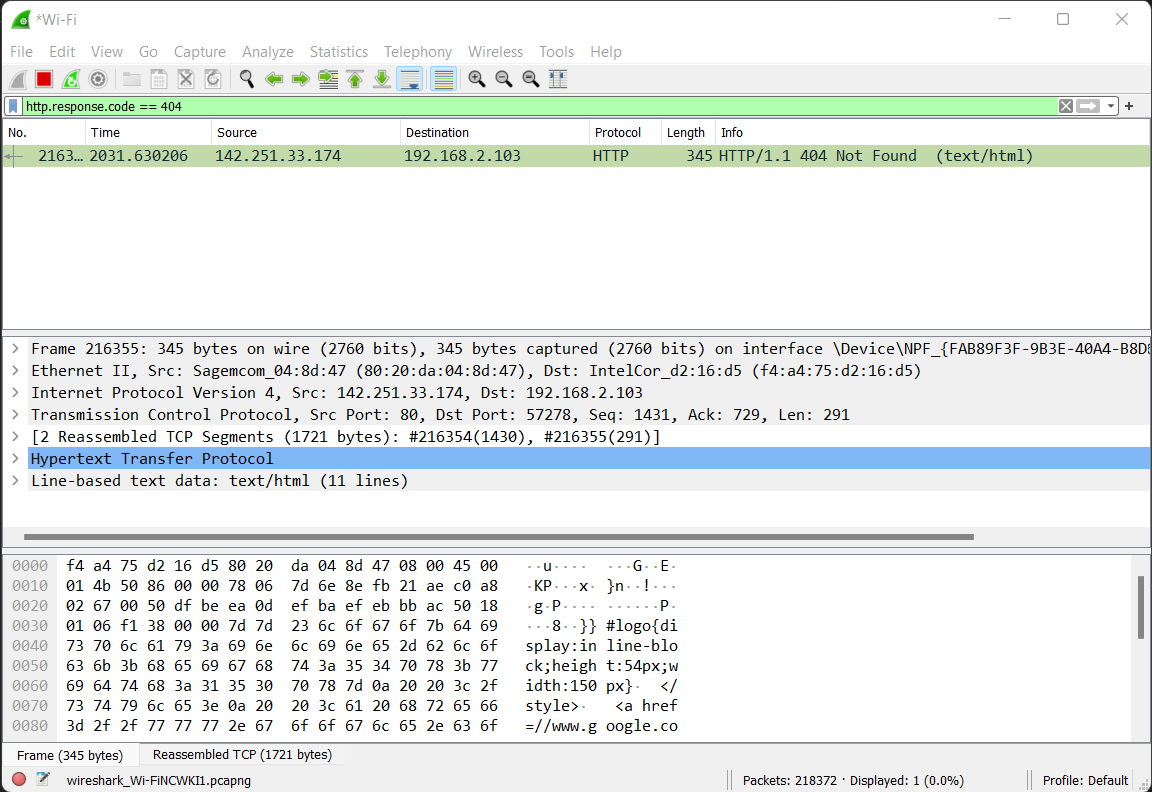 *Wi-Fi
File Edit View Go Capture Analyze Statistics Telephony Wireless Tools Help
http.response.code == 404
No. Time Source Destination Protocol Length Info
2163… 2031.630206 142.251.33.174 192.168.2.103 HTTP 345 HTTP/1.1 404 Not Found (text/html)
Frame 216355: 345 bytes on wire (2760 bits), 345 bytes captured (2760 bits) on interface \Device\NPF_{FAB89F3F-9B3E-40A4-B8D6
Ethernet II, Src: Sagemcom_04:8d:47 (80:20:da:04:8d:47), Dst: IntelCor_d2:16:d5 (f4:a4:75:d2:16:d5)
Internet Protocol Version 4, Src: 142.251.33.174, Dst: 192.168.2.103
Transmission Control Protocol, Src Port: 80, Dst Port: 57278, Seq: 1431, Ack: 729, Len: 291
[2 Reassembled TCP Segments (1721 bytes): #216354(1430), #216355(291)]
Hypertext Transfer Protocol
Line-based text data: text/html (11 lines)
0000 f4 a4 75 d2 16 d5 80 20 da 04 8d 47 08 00 45 00 ··u···· ···G··E·
0010 01 4b 50 86 00 00 78 06 7d 6e 8e fb 21 ae c0 a8 ·KP···x· }n··!···
0020 02 67 00 50 df be ea 0d ef ba ef eb bb ac 50 18 ·g·P···· ······P·
0030 01 06 f1 38 00 00 7d 7d 23 6c 6f 67 6f 7b 64 69 ···8··}} #logo{di
0040 73 70 6c 61 79 3a 69 6e 6c 69 6e 65 2d 62 6c 6f splay:in line-blo
0050 63 6b 3b 68 65 69 67 68 74 3a 35 34 70 78 3b 77 ck;heigh t:54px;w
0060 69 64 74 68 3a 31 35 30 70 78 7d 0a 20 20 3c 2f idth:150 px}· </
0070 73 74 79 6c 65 3e 0a 20 20 3c 61 20 68 72 65 66 style>· <a href
0080 3d 2f 2f 77 77 77 2e 67 6f 6f 67 6c 65 2e 63 6f =//www.g oogle.co
Frame (345 bytes) Reassembled TCP (1721 bytes)
wireshark_Wi-FiNCWKI1.pcapng Packets: 218372 · Displayed: 1 (0.0%) Profile: Default